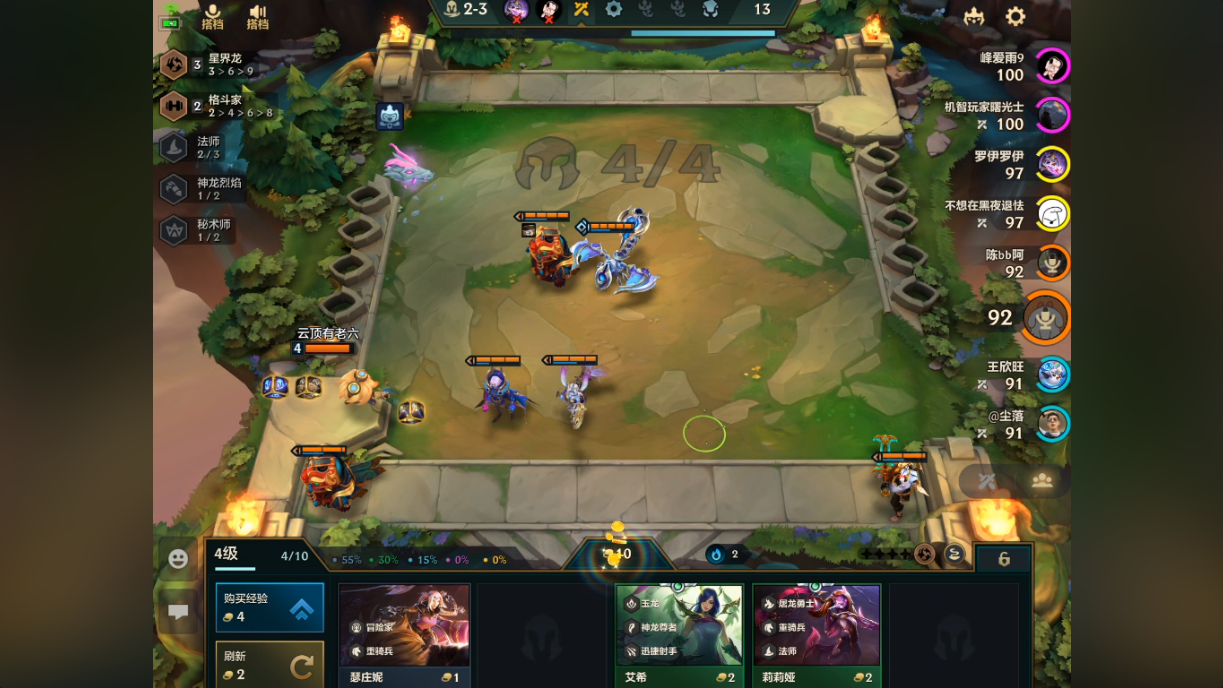 搭档
搭档
2-3
13
3
星界龙
3 > 6 > 9
2
格斗家
2 > 4 > 6 > 8
法师
2 / 3
神龙烈焰
1 / 2
秘术师
1 / 2
4/4
云顶有老六
4
峰爱雨9
100
机智玩家曙光士
100
罗伊罗伊
97
不想在黑夜退怯
97
陈bb阿
92
92
王欣旺
91
@尘落
91
4级
4/10
55%
30%
15%
0%
0%
10
2
购买经验
4
刷新
2
冒险家
重骑兵
瑟庄妮
1
玉龙
神龙尊者
迅捷射手
艾希
2
屠龙勇士
重骑兵
法师
莉莉娅
2